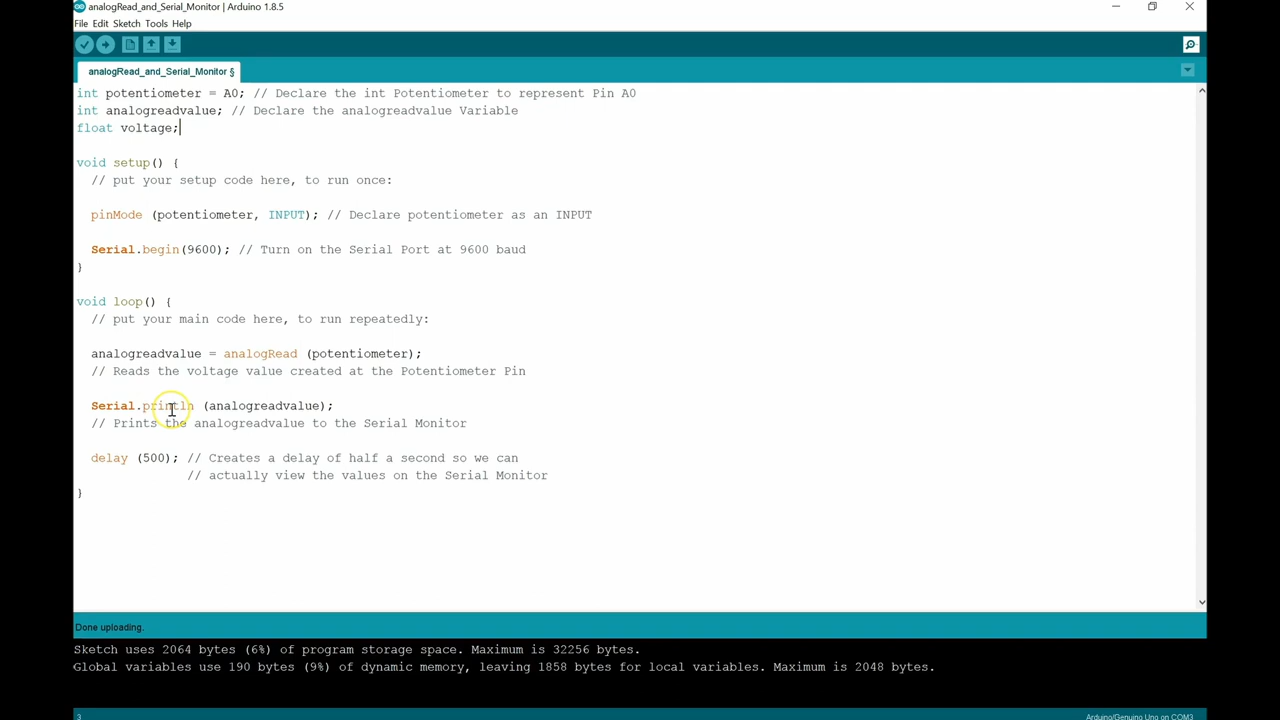 analogRead_and_Serial_Monitor | Arduino 1.8.5
File Edit Sketch Tools Help
analogRead_and_Serial_Monitor §
int potentiometer = A0; // Declare the int Potentiometer to represent Pin A0
int analogreadvalue; // Declare the analogreadvalue Variable
float voltage;
void setup() {
// put your setup code here, to run once:
pinMode (potentiometer, INPUT); // Declare potentiometer as an INPUT
Serial.begin(9600); // Turn on the Serial Port at 9600 baud
}
void loop() {
// put your main code here, to run repeatedly:
analogreadvalue = analogRead (potentiometer);
// Reads the voltage value created at the Potentiometer Pin
Serial.println (analogreadvalue);
// Prints the analogreadvalue to the Serial Monitor
delay (500); // Creates a delay of half a second so we can
// actually view the values on the Serial Monitor
}
Done uploading.
Sketch uses 2064 bytes (6%) of program storage space. Maximum is 32256 bytes.
Global variables use 190 bytes (9%) of dynamic memory, leaving 1858 bytes for local variables. Maximum is 2048 bytes.
3 Arduino/Genuino Uno on COM3